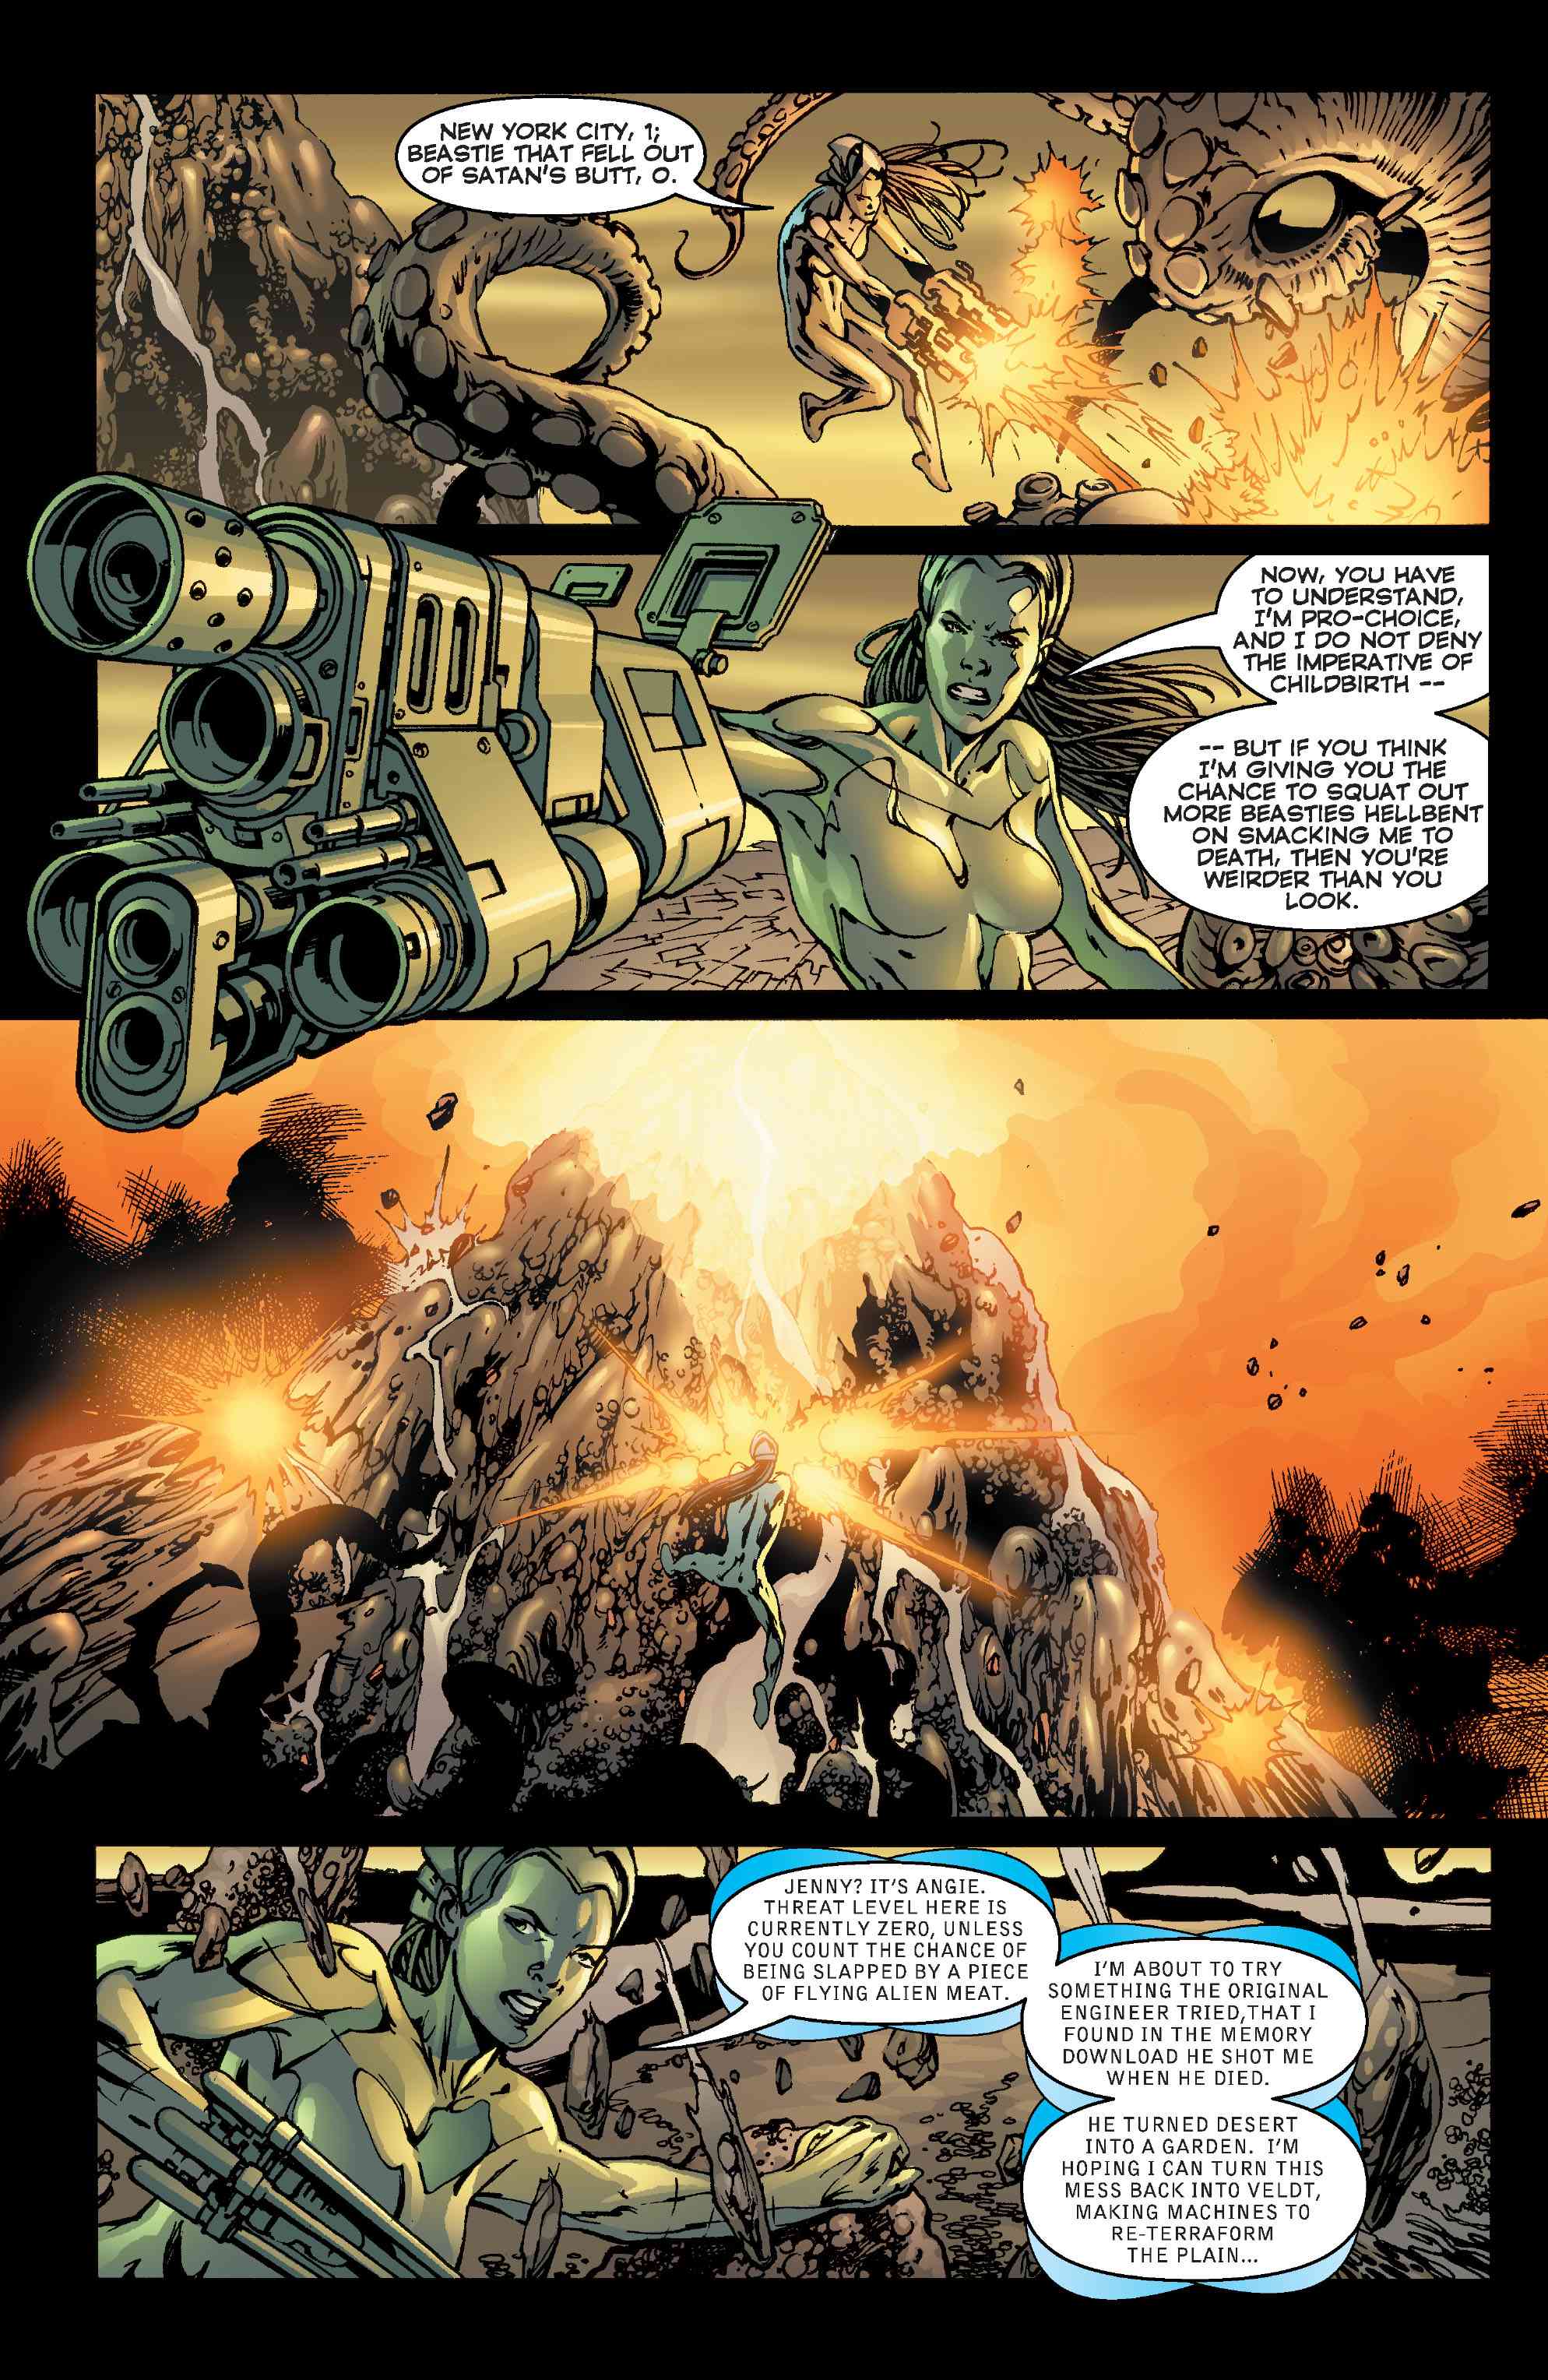 NEW YORK CITY, 1;
BEASTIE THAT FELL OUT
OF SATAN'S BUTT, 0.
NOW, YOU HAVE
TO UNDERSTAND,
I'M PRO-CHOICE,
AND I DO NOT DENY
THE IMPERATIVE OF
CHILDBIRTH --
-- BUT IF YOU THINK
I'M GIVING YOU THE
CHANCE TO SQUAT OUT
MORE BEASTIES HELLBENT
ON SMACKING ME TO
DEATH, THEN YOU'RE
WEIRDER THAN YOU
LOOK.
JENNY? IT'S ANGIE.
THREAT LEVEL HERE IS
CURRENTLY ZERO, UNLESS
YOU COUNT THE CHANCE OF
BEING SLAPPED BY A PIECE
OF FLYING ALIEN MEAT.
I'M ABOUT TO TRY
SOMETHING THE ORIGINAL
ENGINEER TRIED,THAT I
FOUND IN THE MEMORY
DOWNLOAD HE SHOT ME
WHEN HE DIED.
HE TURNED DESERT
INTO A GARDEN. I'M
HOPING I CAN TURN THIS
MESS BACK INTO VELDT,
MAKING MACHINES TO
RE-TERRAFORM
THE PLAIN...